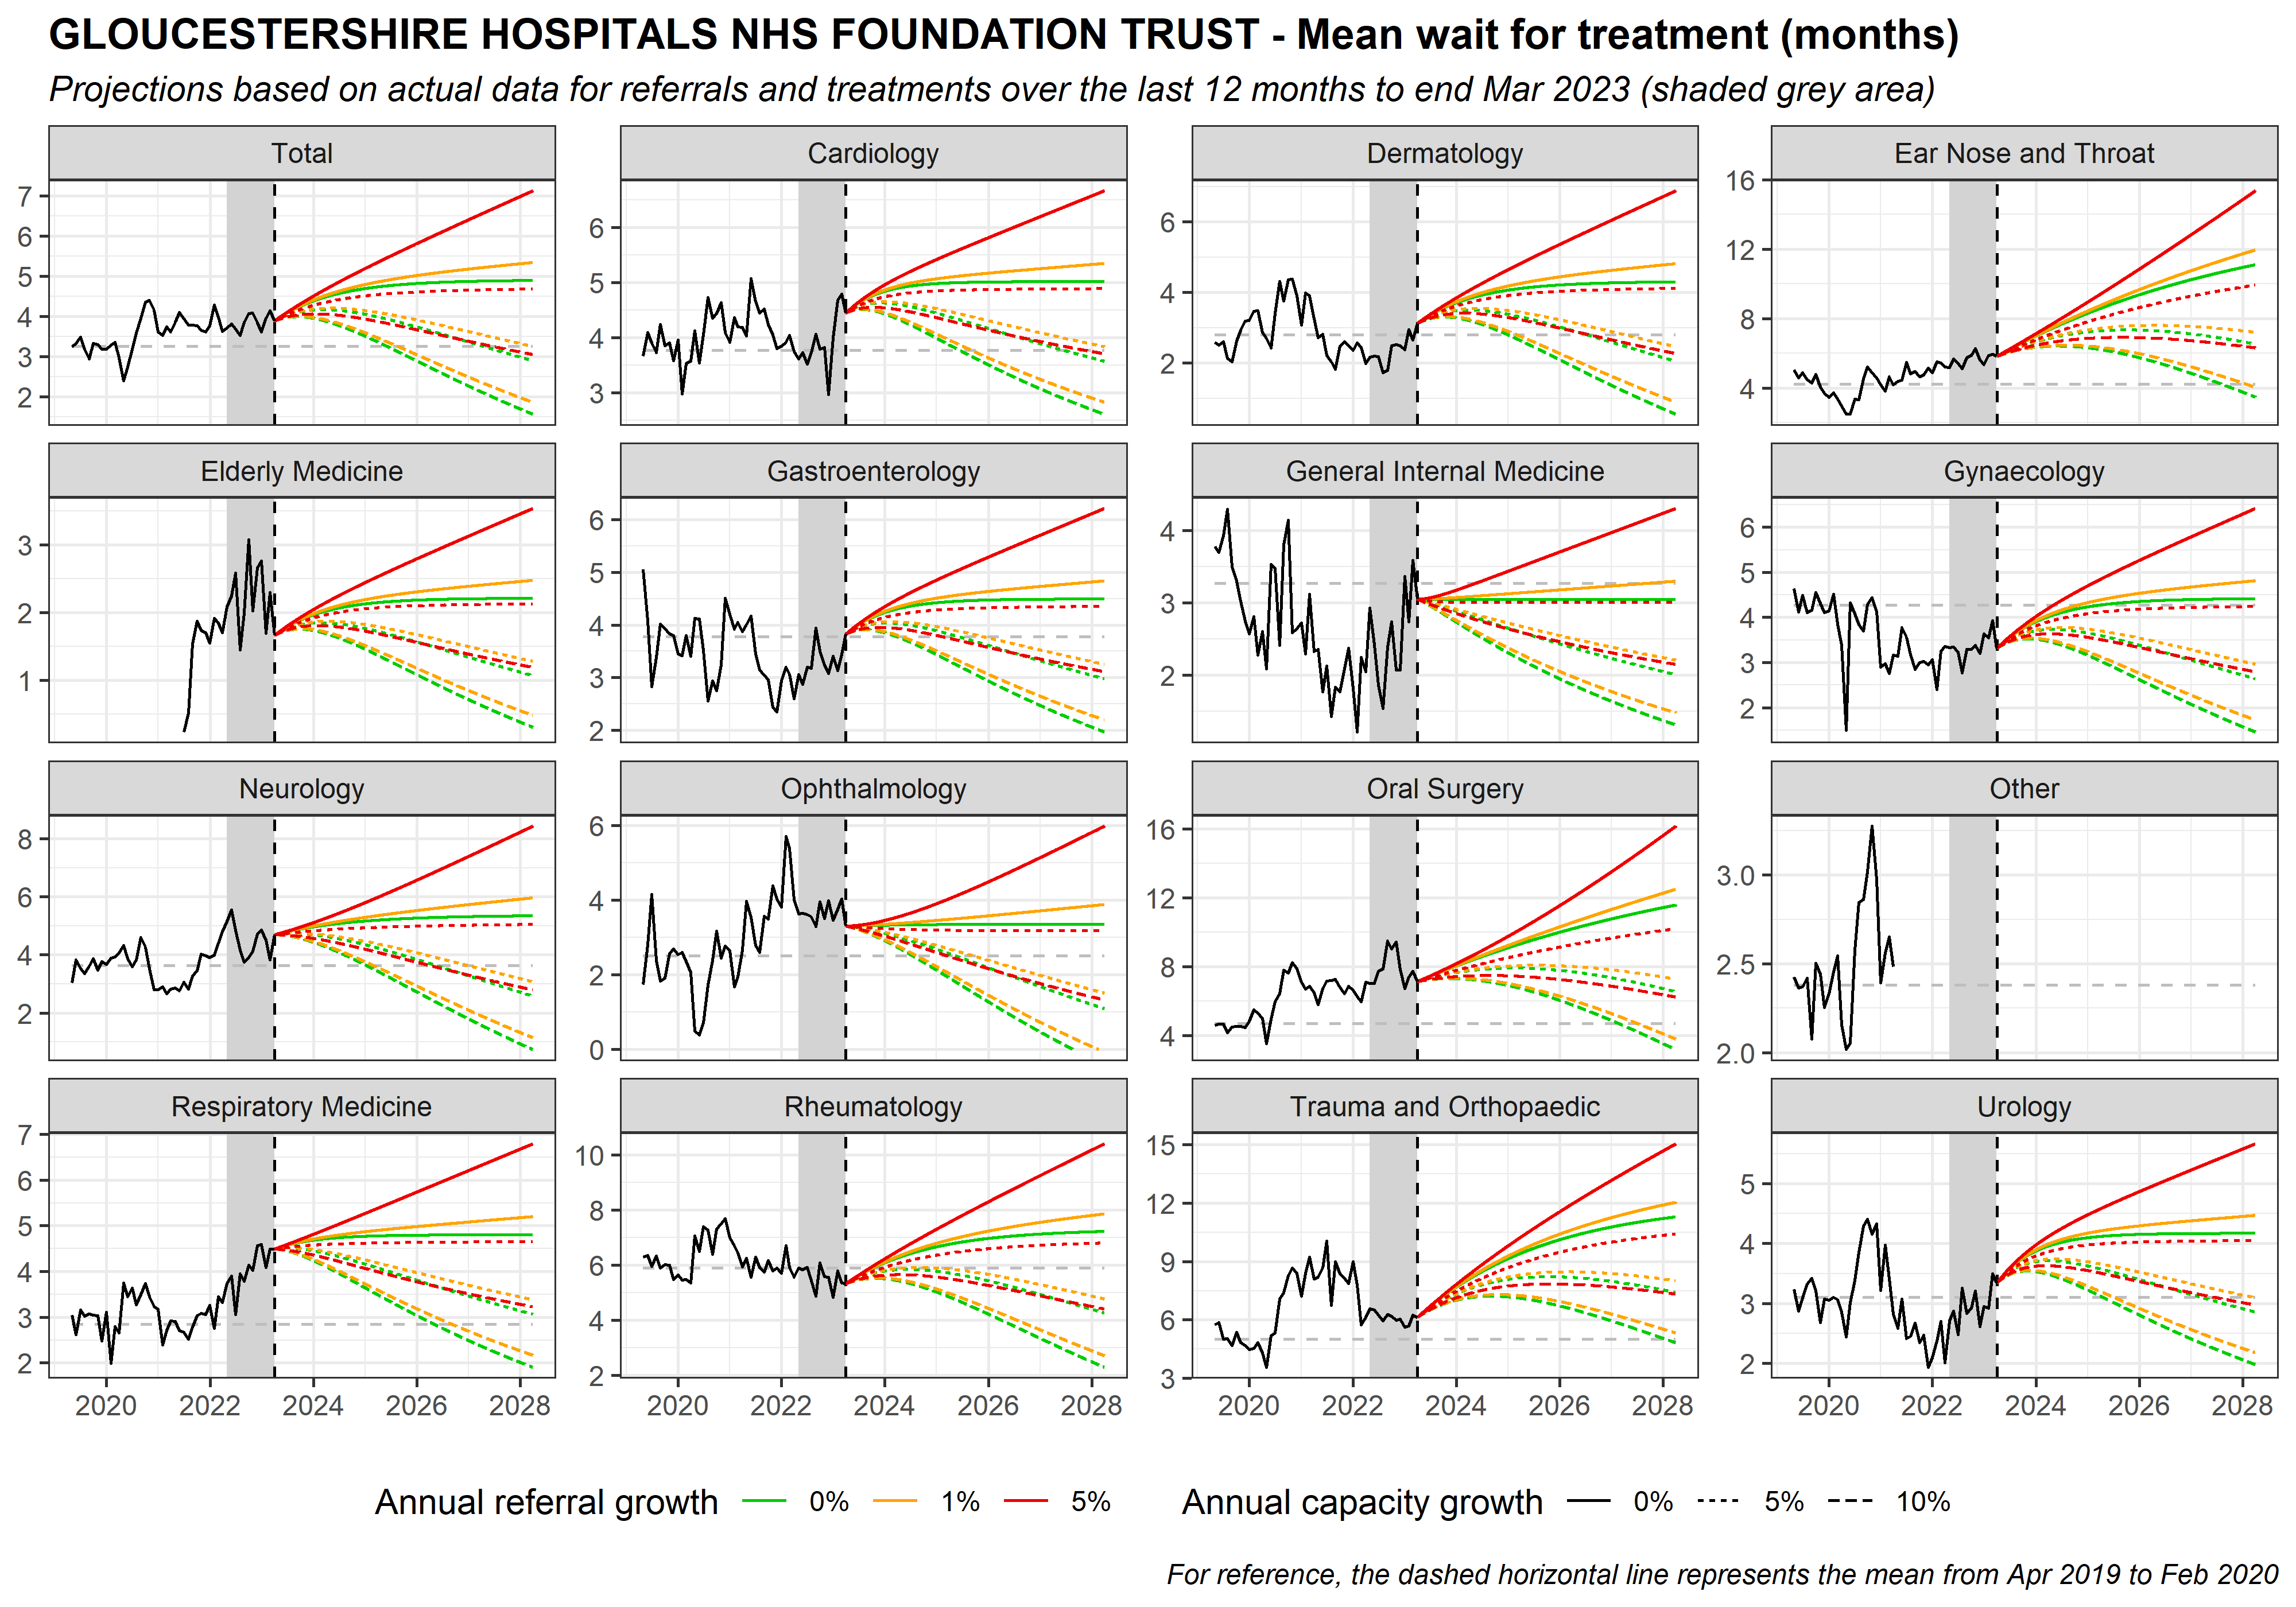 GLOUCESTERSHIRE HOSPITALS NHS FOUNDATION TRUST - Mean wait for treatment (months)
Projections based on actual data for referrals and treatments over the last 12 months to end Mar 2023 (shaded grey area)
Total
Cardiology
Dermatology
Ear Nose and Throat
7
6
5
4
3
2
6
5
4
3
6
4
2
16
12
8
4
Elderly Medicine
Gastroenterology
General Internal Medicine
Gynaecology
3
2
1
6
5
4
3
2
4
3
2
6
5
4
3
2
Neurology
Ophthalmology
Oral Surgery
Other
8
6
4
2
6
4
2
0
16
12
8
4
3.0
2.5
2.0
Respiratory Medicine
Rheumatology
Trauma and Orthopaedic
Urology
7
6
5
4
3
2
10
8
6
4
2
15
12
9
6
3
5
4
3
2
2020 2022 2024 2026 2028
2020 2022 2024 2026 2028
2020 2022 2024 2026 2028
2020 2022 2024 2026 2028
Annual referral growth 0% 1% 5%
Annual capacity growth 0% 5% 10%
For reference, the dashed horizontal line represents the mean from Apr 2019 to Feb 2020